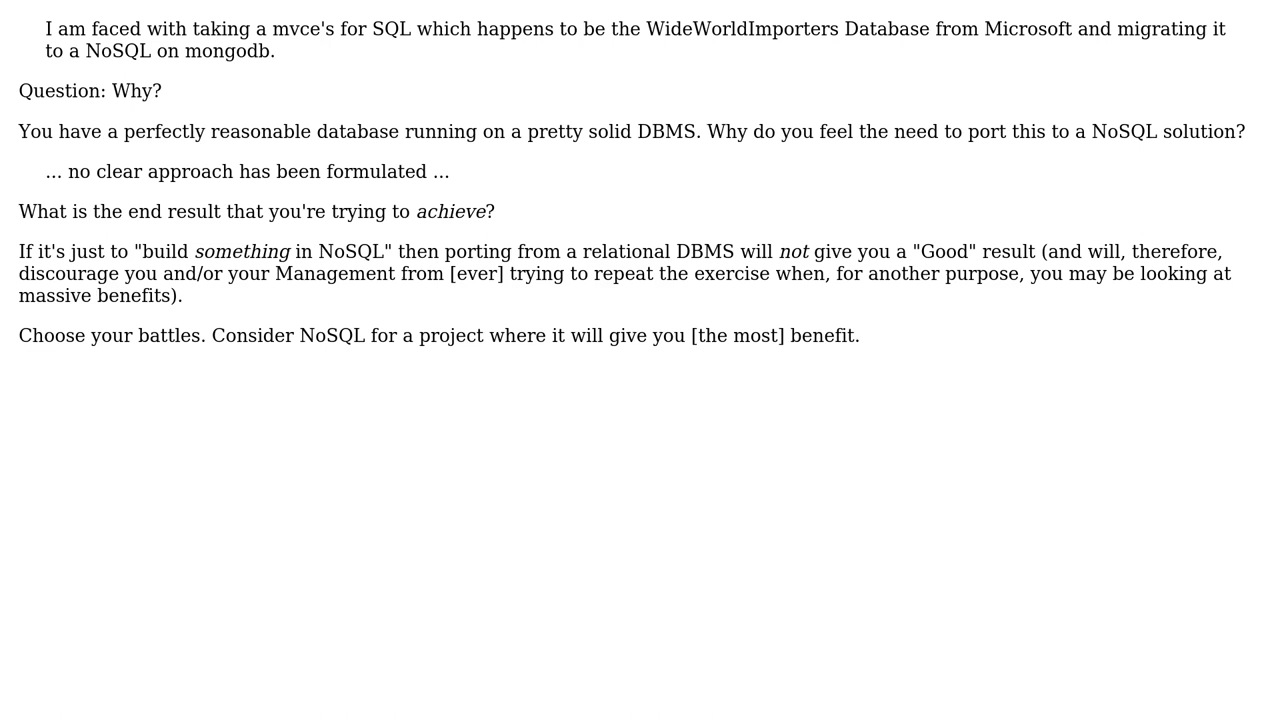 I am faced with taking a mvce's for SQL which happens to be the WideWorldImporters Database from Microsoft and migrating it
to a NoSQL on mongodb.
Question: Why?
You have a perfectly reasonable database running on a pretty solid DBMS. Why do you feel the need to port this to a NoSQL solution?
... no clear approach has been formulated ...
What is the end result that you're trying to achieve?
If it's just to "build something in NoSQL" then porting from a relational DBMS will not give you a "Good" result (and will, therefore,
discourage you and/or your Management from [ever] trying to repeat the exercise when, for another purpose, you may be looking at
massive benefits).
Choose your battles. Consider NoSQL for a project where it will give you [the most] benefit.